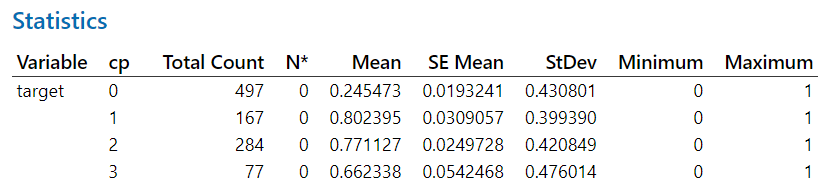 Statistics
Variable cp Total Count N* Mean SE Mean StDev Minimum Maximum
target 0 497 0 0.245473 0.0193241 0.430801 0 1
1 167 0 0.802395 0.0309057 0.399390 0 1
2 284 0 0.771127 0.0249728 0.420849 0 1
3 77 0 0.662338 0.0542468 0.476014 0 1